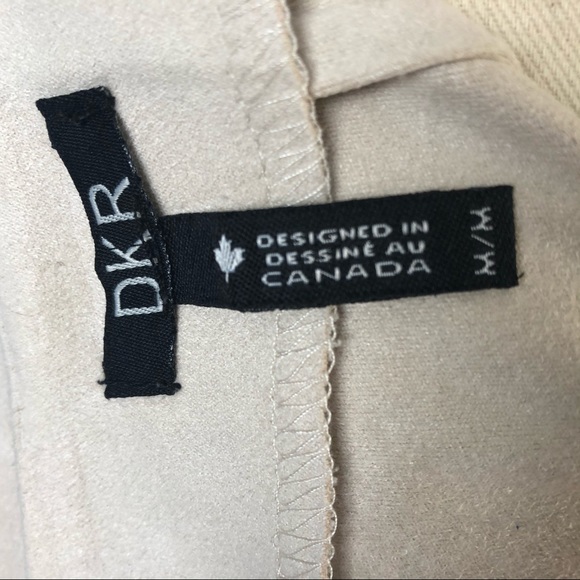 DKR
DESIGNED IN
DESSINÉ AU
CANADA
M/M